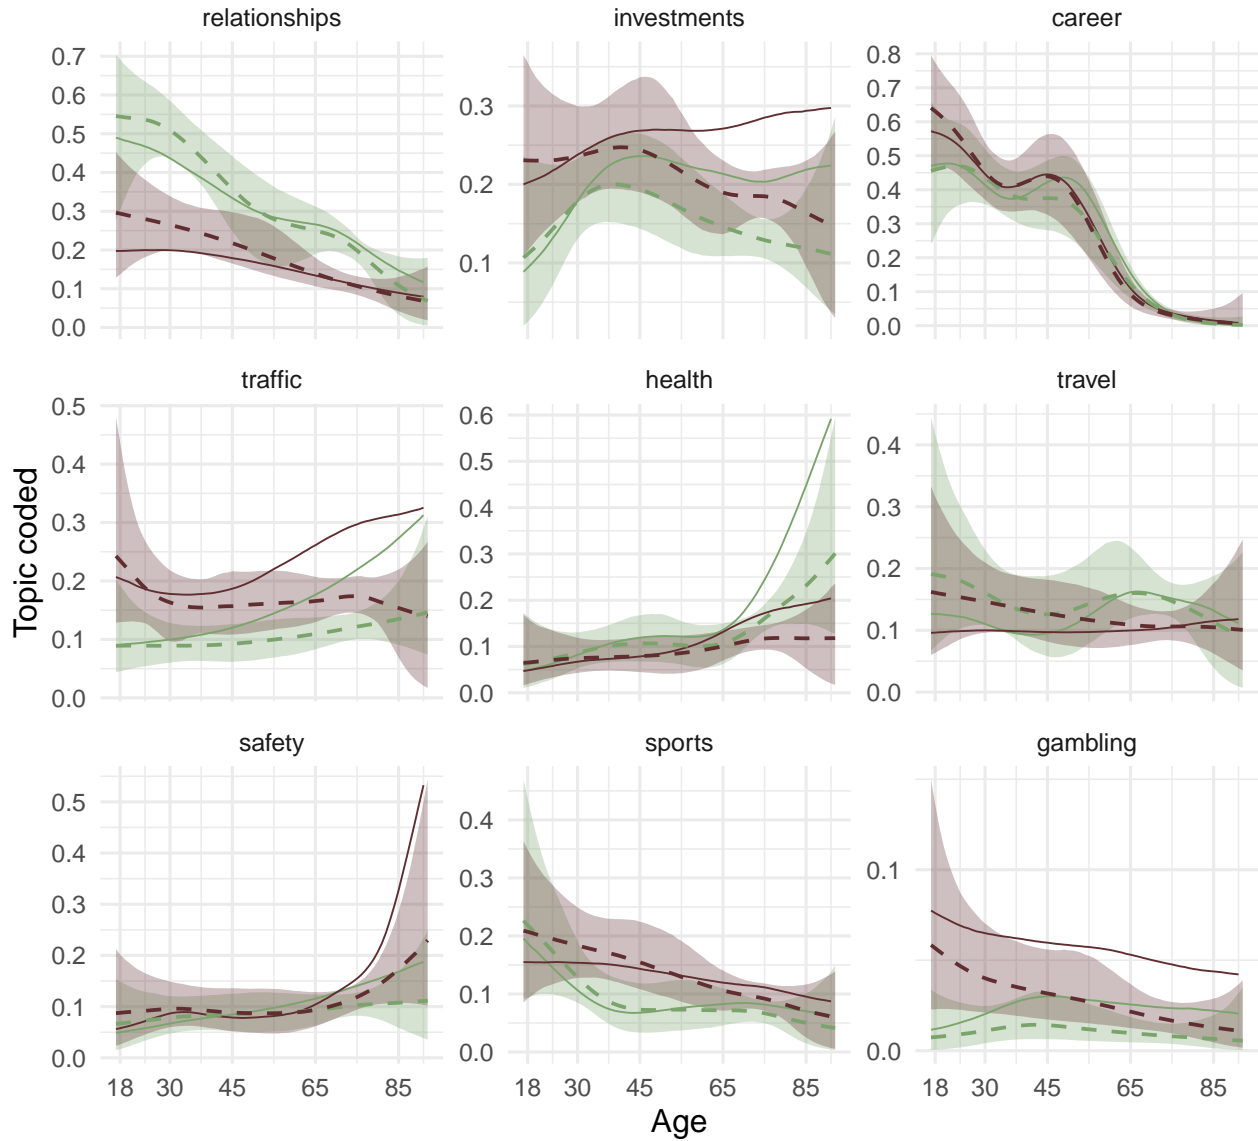 relationships investments career
0.7 0.6 0.5 0.4 0.3 0.2 0.1 0.0
0.3 0.2 0.1
0.8 0.7 0.6 0.5 0.4 0.3 0.2 0.1 0.0
traffic health travel
0.5 0.4 0.3 0.2 0.1 0.0
0.6 0.5 0.4 0.3 0.2 0.1 0.0
0.4 0.3 0.2 0.1 0.0
Topic coded
safety sports gambling
0.5 0.4 0.3 0.2 0.1 0.0
0.4 0.3 0.2 0.1 0.0
0.1 0.0
18 30 45 65 85 18 30 45 65 85 18 30 45 65 85
Age